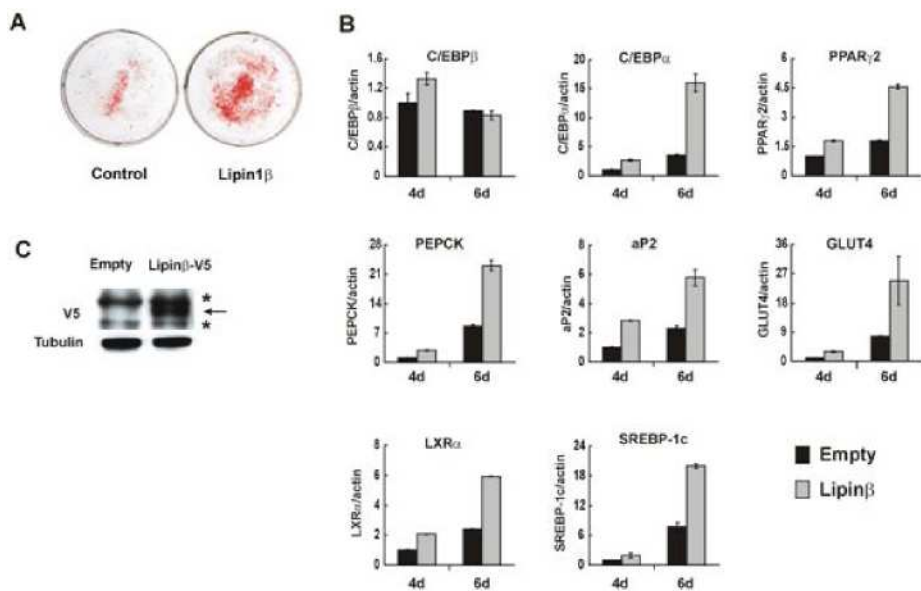 A
Control
Lipin1β
B
C/EBPβ
C/EBPβ/actin
1.6
1.2
0.8
0.4
0
4d
6d
C/EBPα
C/EBPα/actin
20
15
10
5
0
4d
6d
PPARγ2
PPARγ2/actin
6
4.5
3
1.5
0
4d
6d
C
Empty
Lipinβ-V5
V5
*
*
Tubulin
PEPCK
PEPCK/actin
28
21
14
7
0
4d
6d
aP2
aP2/actin
8
6
4
2
0
4d
6d
GLUT4
GLUT4/actin
36
27
18
9
0
4d
6d
LXRα
LXRα/actin
8
6
4
2
0
4d
6d
SREBP-1c
SREBP-1c/actin
24
18
12
6
0
4d
6d
Empty
Lipinβ